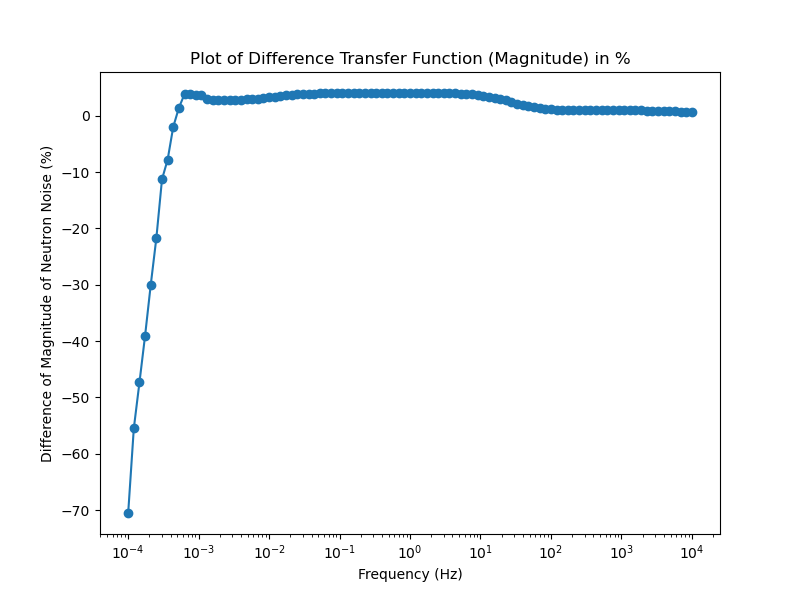 Plot of Difference Transfer Function (Magnitude) in %
Difference of Magnitude of Neutron Noise (%)
0
−10
−20
−30
−40
−50
−60
−70
10⁻⁴ 10⁻³ 10⁻² 10⁻¹ 10⁰ 10¹ 10² 10³ 10⁴
Frequency (Hz)